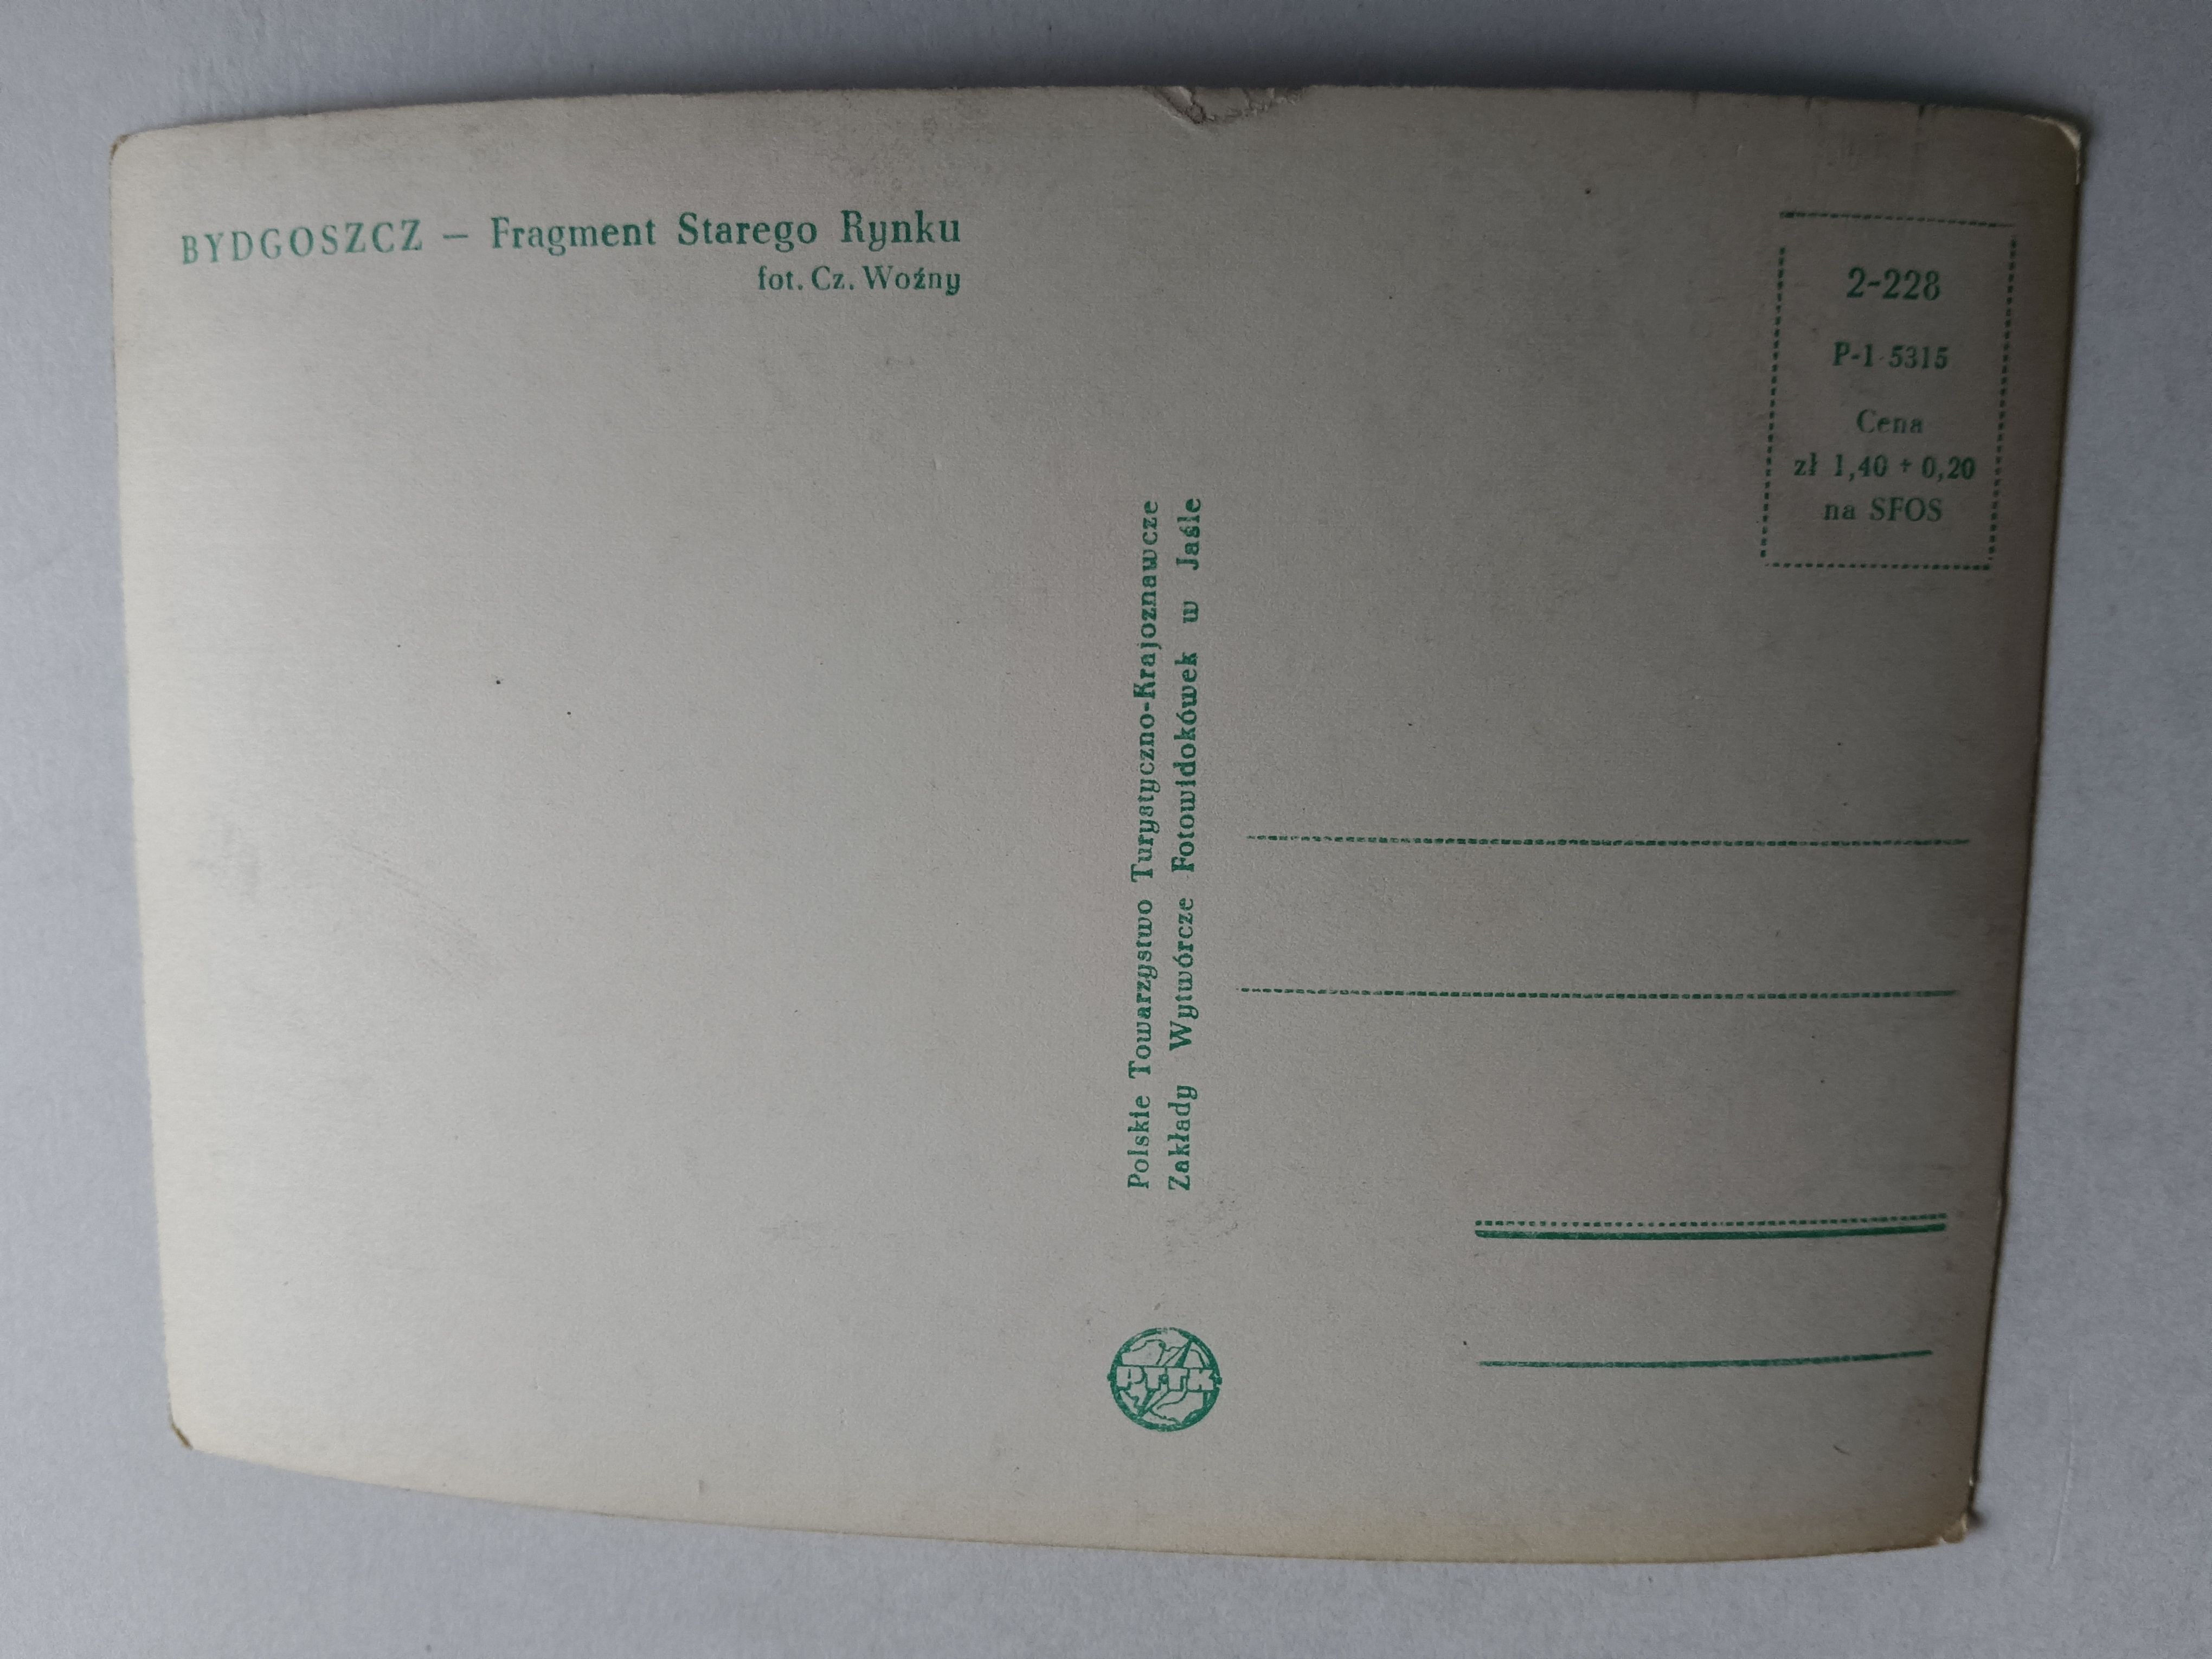 BYDGOSZCZ — Fragment Starego Rynku
fot. Cz. Woźny
Polskie Towarzystwo Turystyczno-Krajoznawcze
Zakłady Wytwórcze Fotowidokówek w Jaśle
2-228
P-1-5315
Cena
zł 1,40 + 0,20
na SFOS
PTTK